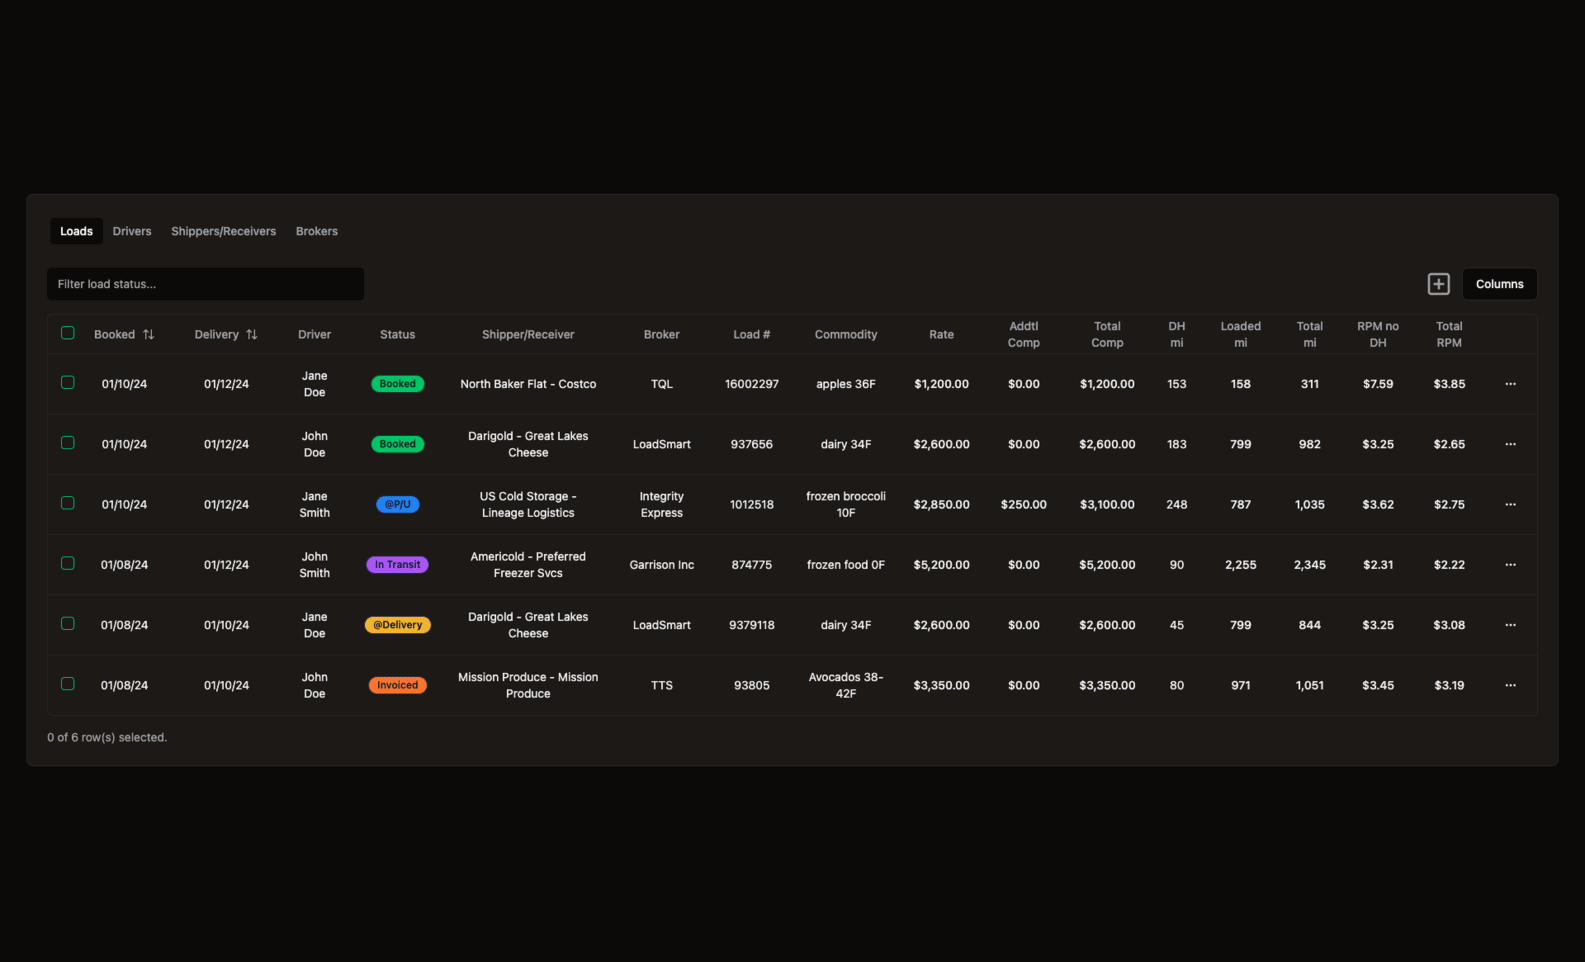 Loads Drivers Shippers/Receivers Brokers
Filter load status... Columns
Booked Delivery Driver Status Shipper/Receiver Broker Load # Commodity Rate Addtl Comp Total Comp DH mi Loaded mi Total mi RPM no DH Total RPM
01/10/24 01/12/24 Jane Doe Booked North Baker Flat - Costco TQL 16002297 apples 36F $1,200.00 $0.00 $1,200.00 153 158 311 $7.59 $3.85 ...
01/10/24 01/12/24 John Doe Booked Darigold - Great Lakes Cheese LoadSmart 937656 dairy 34F $2,600.00 $0.00 $2,600.00 183 799 982 $3.25 $2.65 ...
01/10/24 01/12/24 Jane Smith @P/U US Cold Storage - Lineage Logistics Integrity Express 1012518 frozen broccoli 10F $2,850.00 $250.00 $3,100.00 248 787 1,035 $3.62 $2.75 ...
01/08/24 01/12/24 John Smith In Transit Americold - Preferred Freezer Svcs Garrison Inc 874775 frozen food 0F $5,200.00 $0.00 $5,200.00 90 2,255 2,345 $2.31 $2.22 ...
01/08/24 01/10/24 Jane Doe @Delivery Darigold - Great Lakes Cheese LoadSmart 9379118 dairy 34F $2,600.00 $0.00 $2,600.00 45 799 844 $3.25 $3.08 ...
01/08/24 01/10/24 John Doe Invoiced Mission Produce - Mission Produce TTS 93805 Avocados 38-42F $3,350.00 $0.00 $3,350.00 80 971 1,051 $3.45 $3.19 ...
0 of 6 row(s) selected.